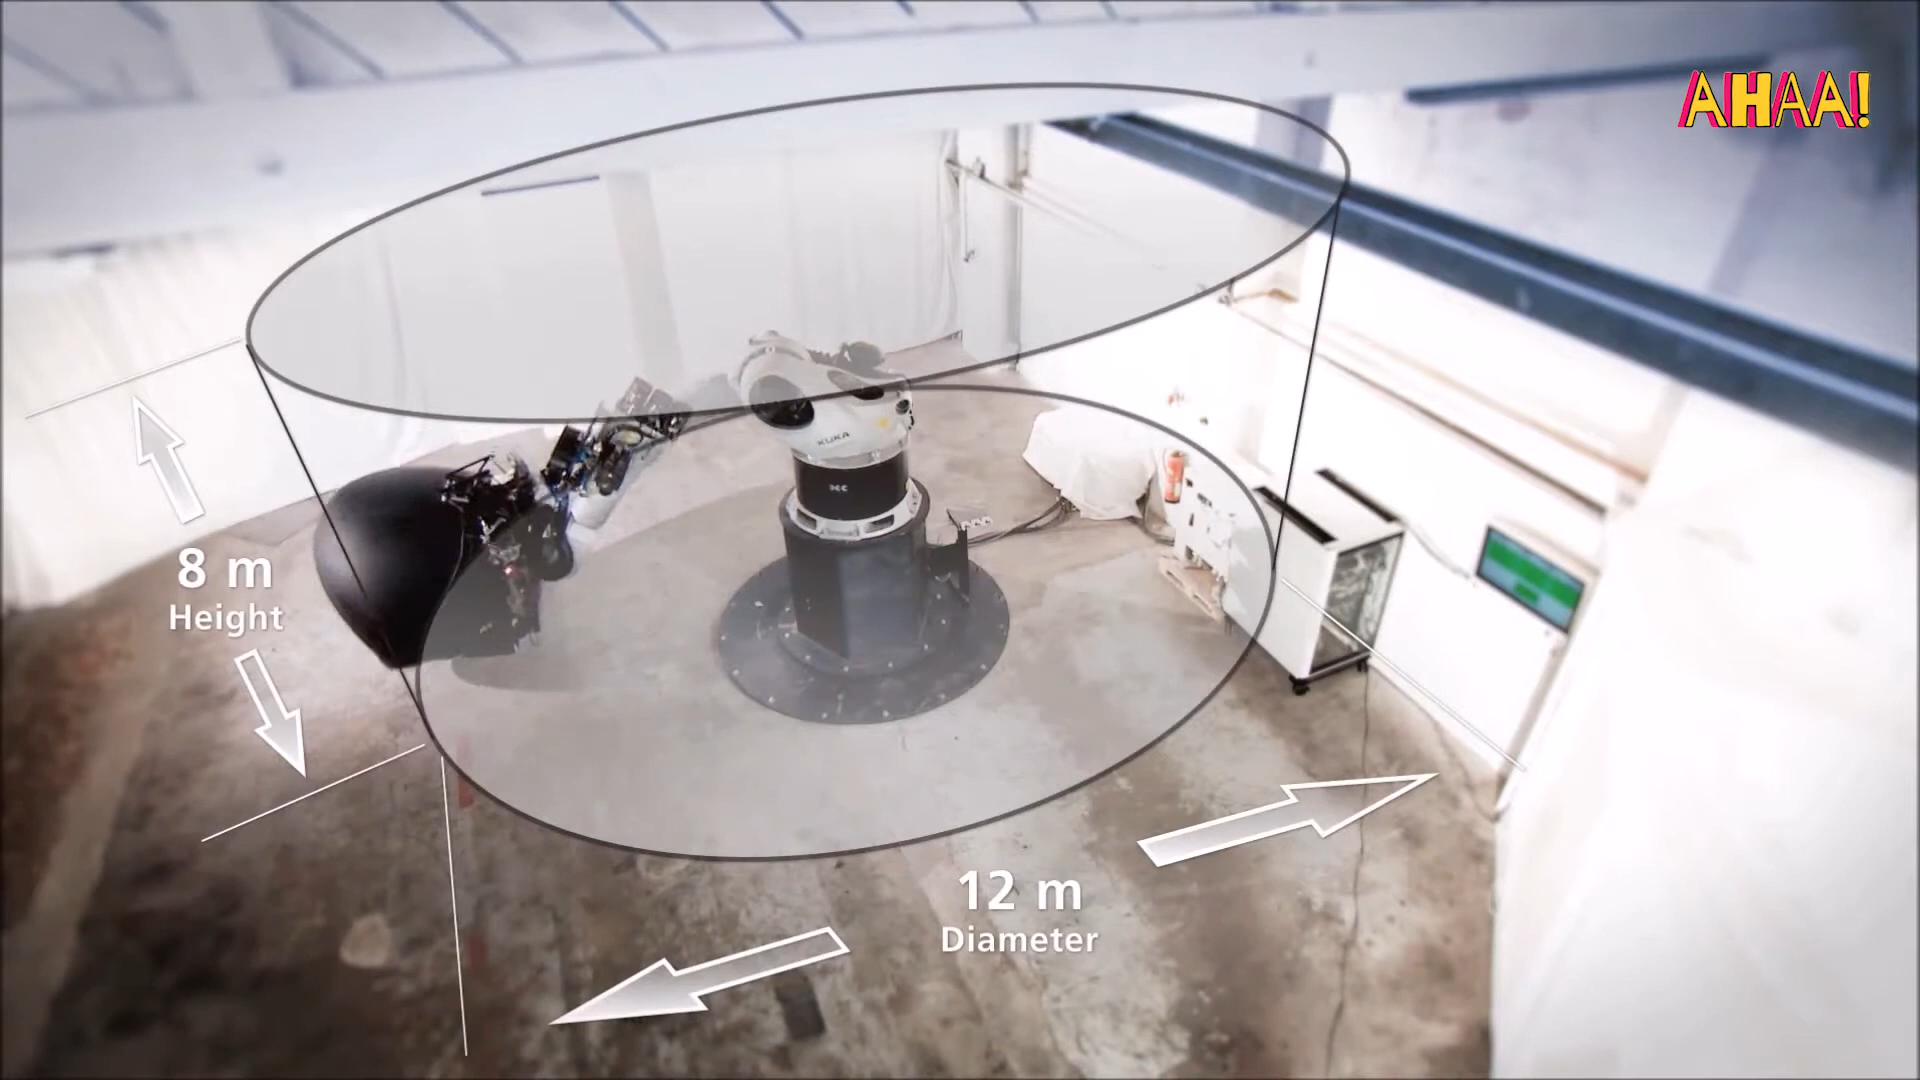 AHAA!
KUKA
8 m
Height
12 m
Diameter